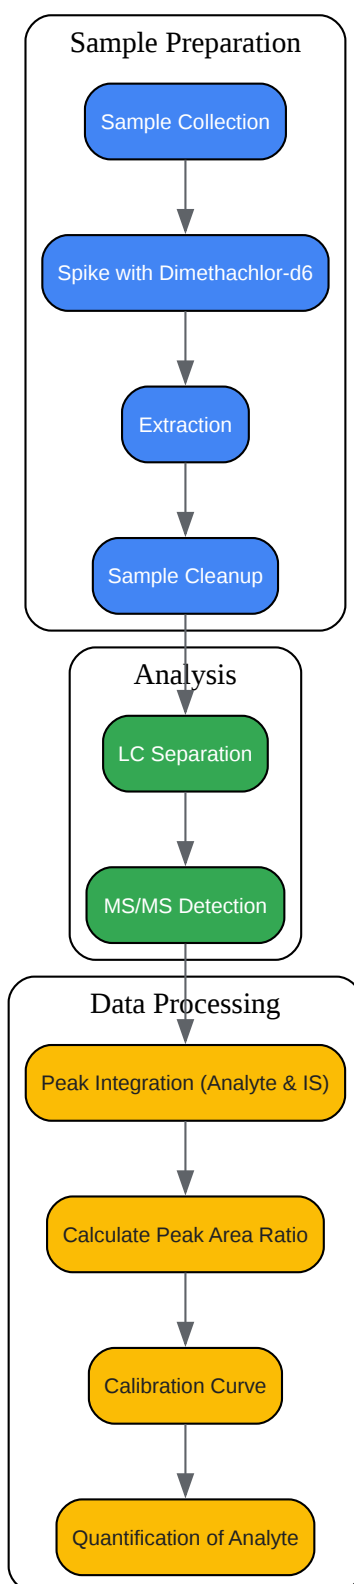 Sample Preparation
Sample Collection
Spike with Dimethachlor-d6
Extraction
Sample Cleanup
Analysis
LC Separation
MS/MS Detection
Data Processing
Peak Integration (Analyte & IS)
Calculate Peak Area Ratio
Calibration Curve
Quantification of Analyte